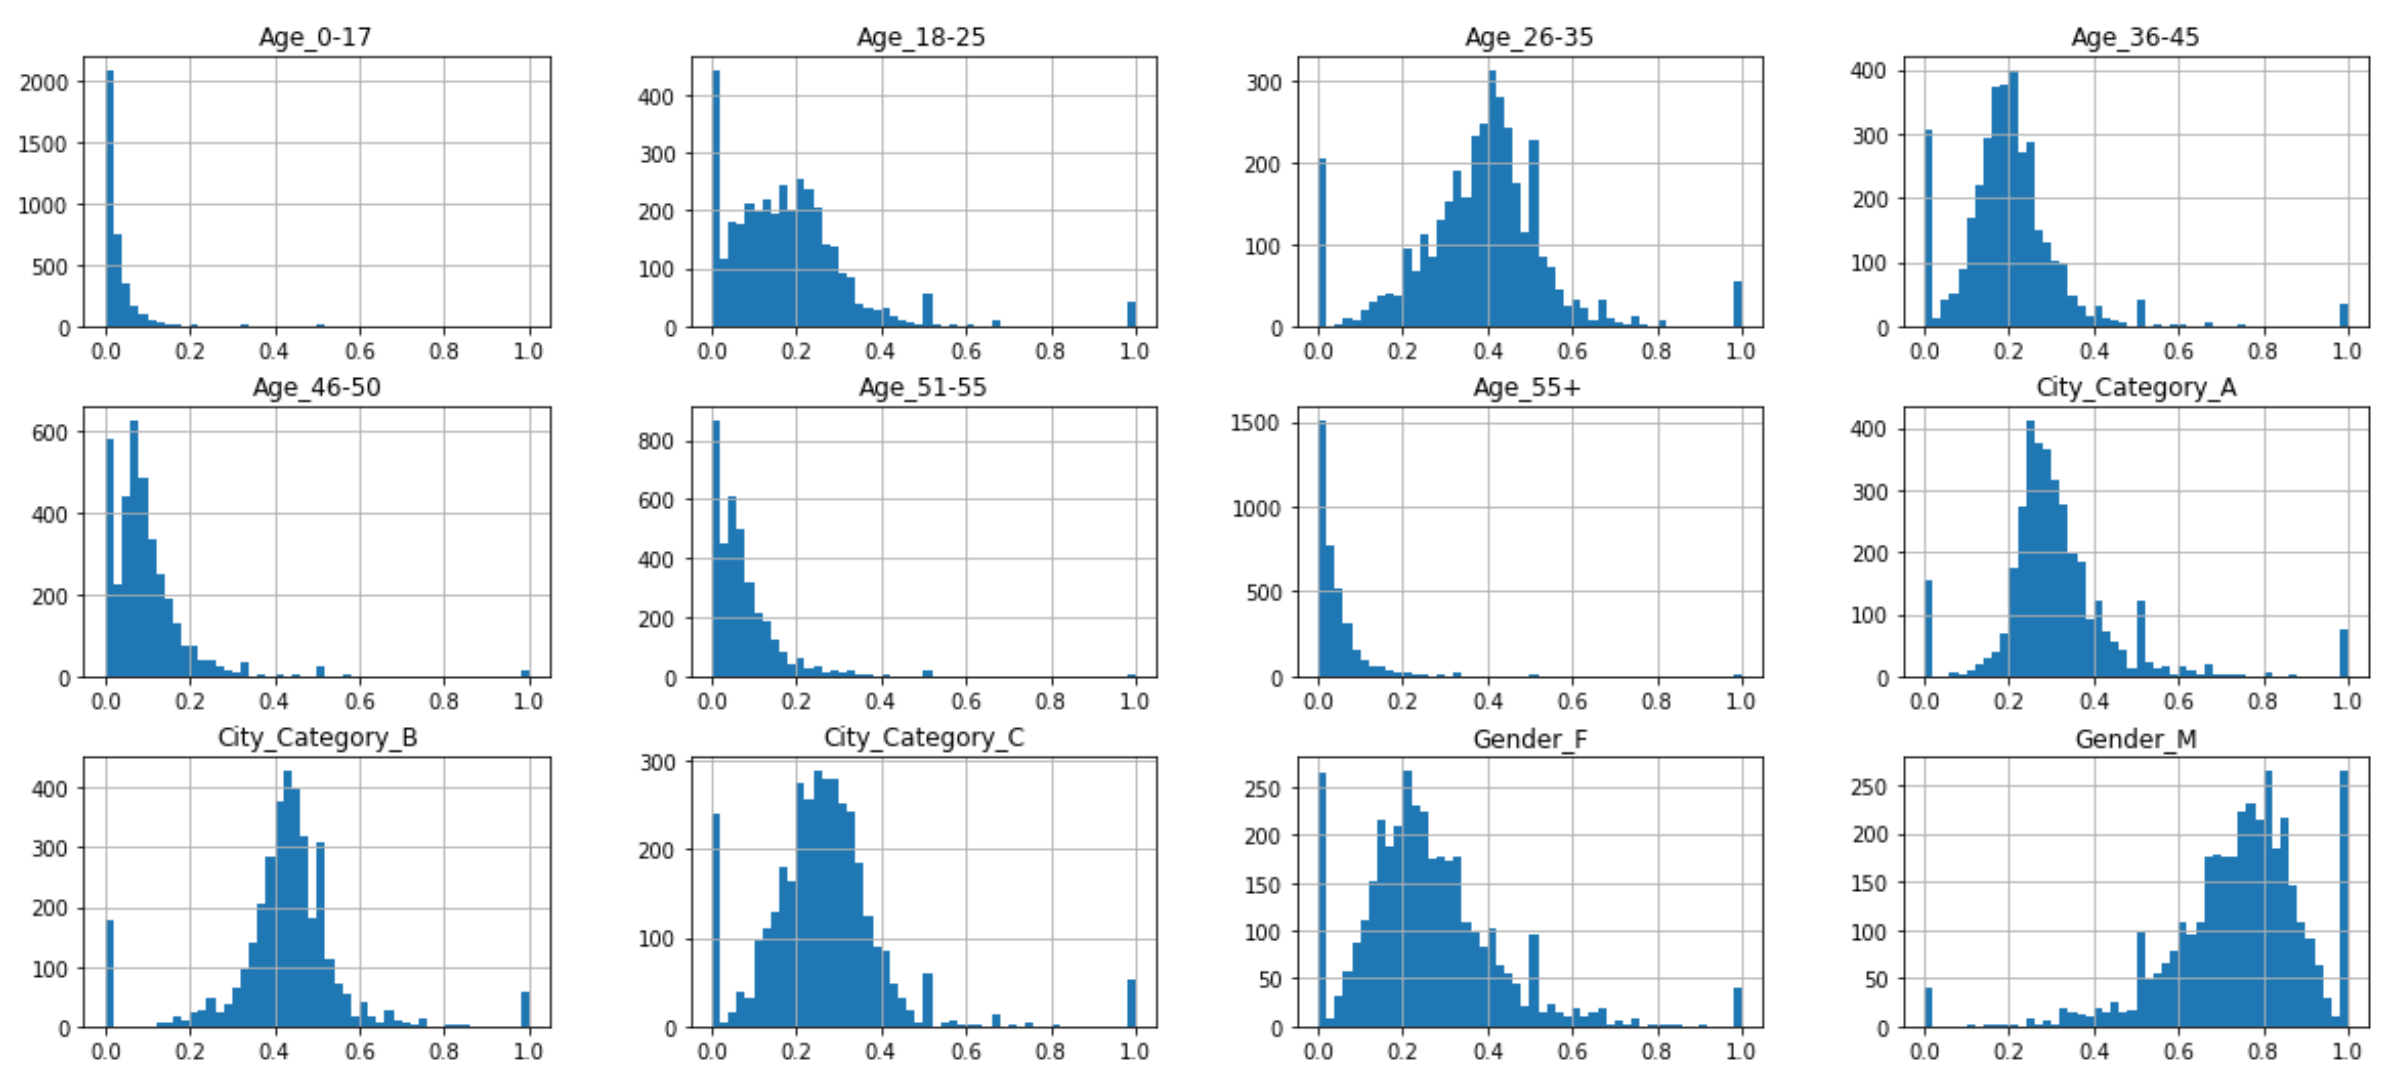 Age_0-17 Age_18-25 Age_26-35 Age_36-45
2000 1500 1000 500 0
400 300 200 100 0
300 200 100 0
400 300 200 100 0
0.0 0.2 0.4 0.6 0.8 1.0 0.0 0.2 0.4 0.6 0.8 1.0 0.0 0.2 0.4 0.6 0.8 1.0 0.0 0.2 0.4 0.6 0.8 1.0
Age_46-50 Age_51-55 Age_55+ City_Category_A
600 400 200 0
800 600 400 200 0
1500 1000 500 0
400 300 200 100 0
0.0 0.2 0.4 0.6 0.8 1.0 0.0 0.2 0.4 0.6 0.8 1.0 0.0 0.2 0.4 0.6 0.8 1.0 0.0 0.2 0.4 0.6 0.8 1.0
City_Category_B City_Category_C Gender_F Gender_M
400 300 200 100 0
300 200 100 0
250 200 150 100 50 0
250 200 150 100 50 0
0.0 0.2 0.4 0.6 0.8 1.0 0.0 0.2 0.4 0.6 0.8 1.0 0.0 0.2 0.4 0.6 0.8 1.0 0.0 0.2 0.4 0.6 0.8 1.0